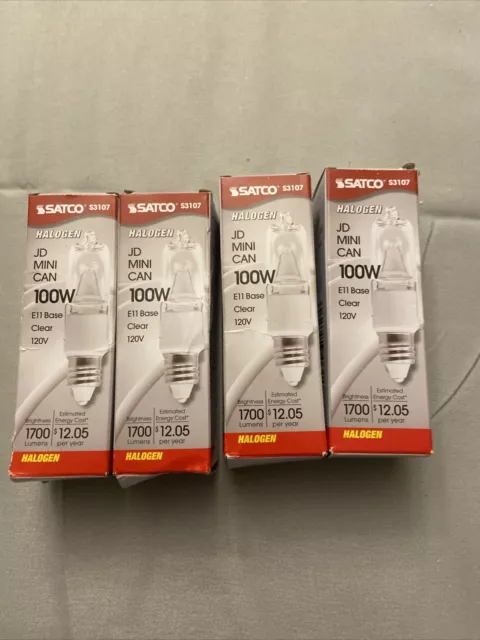 SATCO® S3107
HALOGEN
JD
MINI
CAN
100W
E11 Base
Clear
120V
Brightness
1700
Lumens
Estimated
Energy Cost*
$12.05
per year
HALOGEN
SATCO® S3107
HALOGEN
JD
MINI
CAN
100W
E11 Base
Clear
120V
Brightness
1700
Lumens
Estimated
Energy Cost*
$12.05
per year
HALOGEN
SATCO® S3107
HALOGEN
JD
MINI
CAN
100W
E11 Base
Clear
120V
Brightness
1700
Lumens
Estimated
Energy Cost*
$12.05
per year
HALOGEN
SATCO® S3107
HALOGEN
JD
MINI
CAN
100W
E11 Base
Clear
120V
Brightness
1700
Lumens
Estimated
Energy Cost*
$12.05
per year
HALOGEN